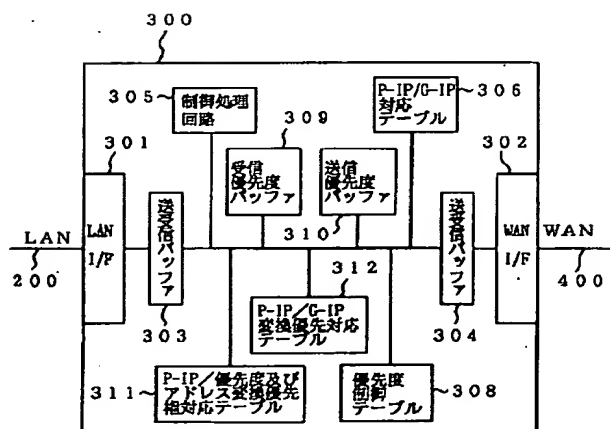 300
305
制御処理
回路
309
P-IP/G-IP
対応
テーブル
306
301
受信
優先度
バッファ
送信
優先度
バッファ
302
LAN
LAN
I/F
送受信バッファ
310
送受信バッファ
WAN
I/F
WAN
200
303
312
304
400
P-IP/G-IP
変換優先対応
テーブル
311
P-IP/優先度及び
アドレス変換優先
相対応テーブル
優先度
制御
テーブル
308